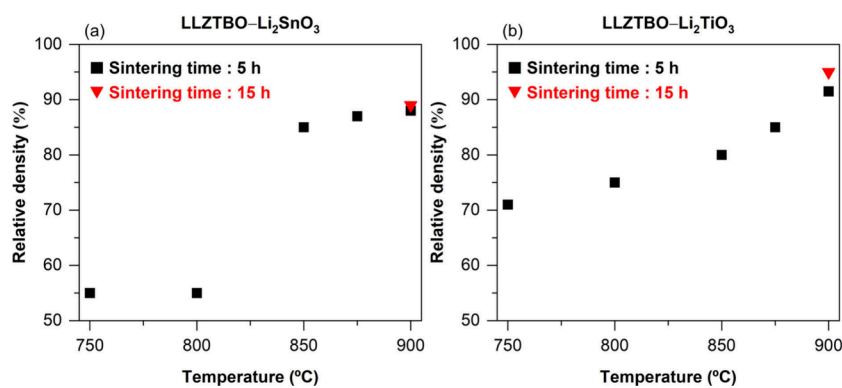 LLZTBO–Li₂SnO₃
(a)
■ Sintering time : 5 h
▼ Sintering time : 15 h
Relative density (%)
100
90
80
70
60
50
750 800 850 900
Temperature (ºC)
LLZTBO–Li₂TiO₃
(b)
■ Sintering time : 5 h
▼ Sintering time : 15 h
Relative density (%)
100
90
80
70
60
50
750 800 850 900
Temperature (ºC)